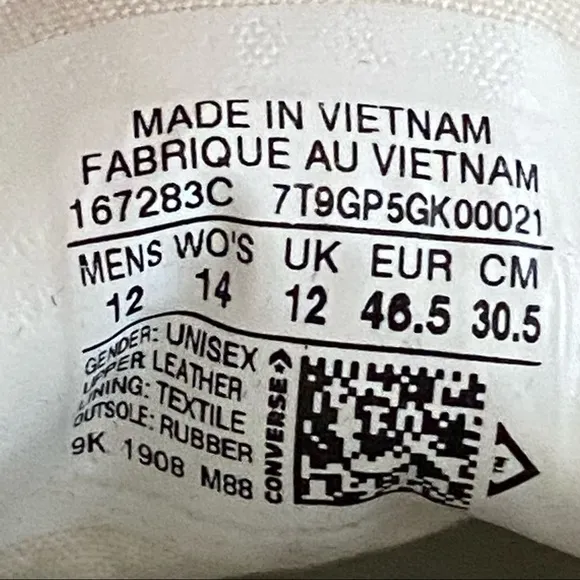 MADE IN VIETNAM
FABRIQUE AU VIETNAM
167283C 7T9GP5GK00021
MENS WO'S UK EUR CM
12 14 12 46.5 30.5
GENDER: UNISEX
UPPER LEATHER
LINING: TEXTILE
OUTSOLE: RUBBER
9K 1908 M88
CONVERSE